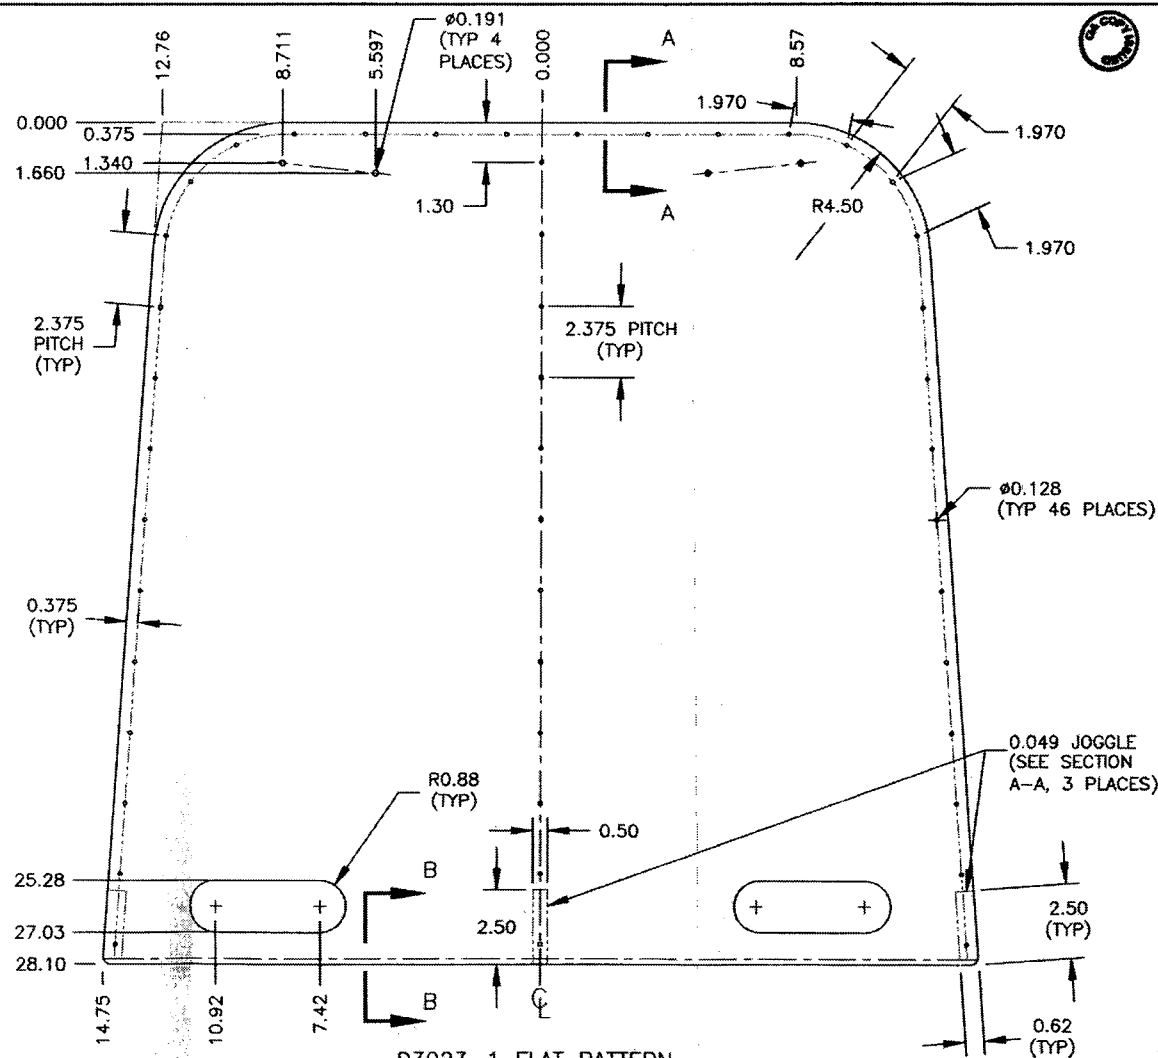 12.76
8.711
5.597
ø0.191
(TYP 4
PLACES)
0.000
A
8.57
1.970
0.000
0.375
1.340
1.660
1.30
A
R4.50
1.970
1.970
2.375
PITCH
(TYP)
2.375 PITCH
(TYP)
ø0.128
(TYP 46 PLACES)
0.375
(TYP)
R0.88
(TYP)
0.049 JOGGLE
(SEE SECTION
A-A, 3 PLACES)
0.50
25.28
27.03
28.10
B
2.50
2.50
(TYP)
14.75
10.92
7.42
B
CL
0.62
(TYP)